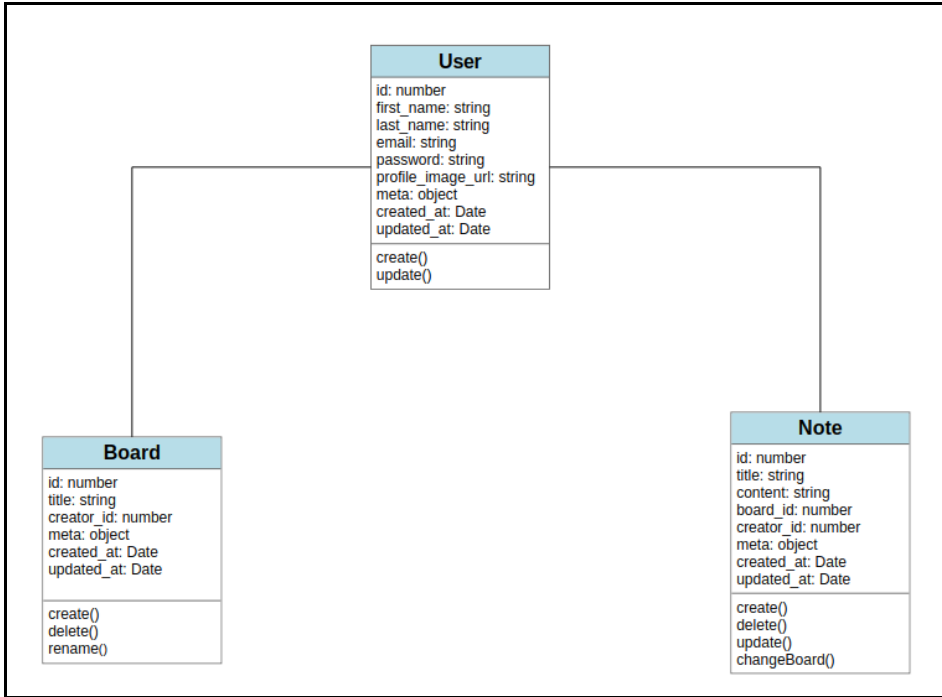 User
id: number
first_name: string
last_name: string
email: string
password: string
profile_image_url: string
meta: object
created_at: Date
updated_at: Date
create()
update()
Board
id: number
title: string
creator_id: number
meta: object
created_at: Date
updated_at: Date
create()
delete()
rename()
Note
id: number
title: string
content: string
board_id: number
creator_id: number
meta: object
created_at: Date
updated_at: Date
create()
delete()
update()
changeBoard()